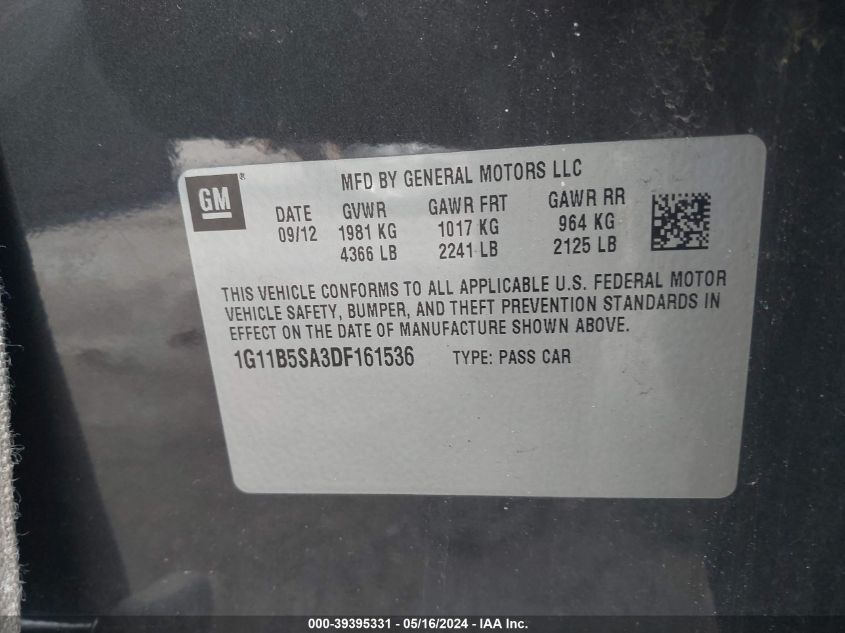 GM ®
MFD BY GENERAL MOTORS LLC
DATE GVWR GAWR FRT GAWR RR
09/12 1981 KG 1017 KG 964 KG
4366 LB 2241 LB 2125 LB
THIS VEHICLE CONFORMS TO ALL APPLICABLE U.S. FEDERAL MOTOR
VEHICLE SAFETY, BUMPER, AND THEFT PREVENTION STANDARDS IN
EFFECT ON THE DATE OF MANUFACTURE SHOWN ABOVE.
1G11B5SA3DF161536 TYPE: PASS CAR
000-39395331 - 05/16/2024 - IAA Inc.